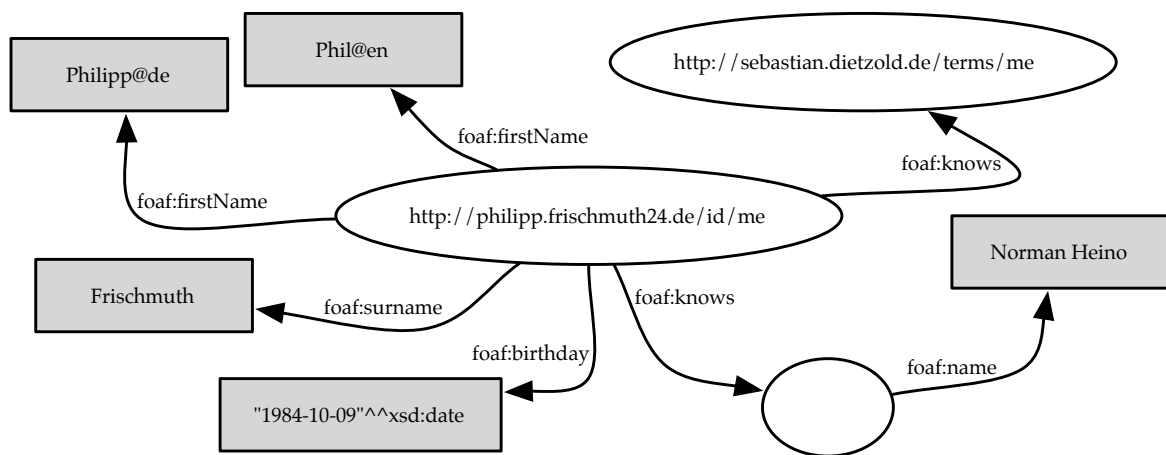 Phil@en
Philipp@de
http://sebastian.dietzold.de/terms/me
foaf:firstName
foaf:knows
foaf:firstName
http://philipp.frischmuth24.de/id/me
Norman Heino
Frischmuth
foaf:surname
foaf:knows
foaf:birthday
foaf:name
"1984-10-09"^^xsd:date